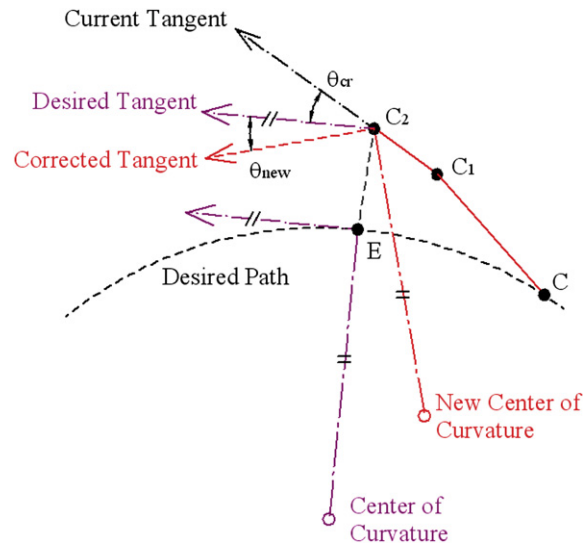 Current Tangent
θcr
Desired Tangent
C2
Corrected Tangent
C1
θnew
E
Desired Path
C
New Center of
Curvature
Center of
Curvature